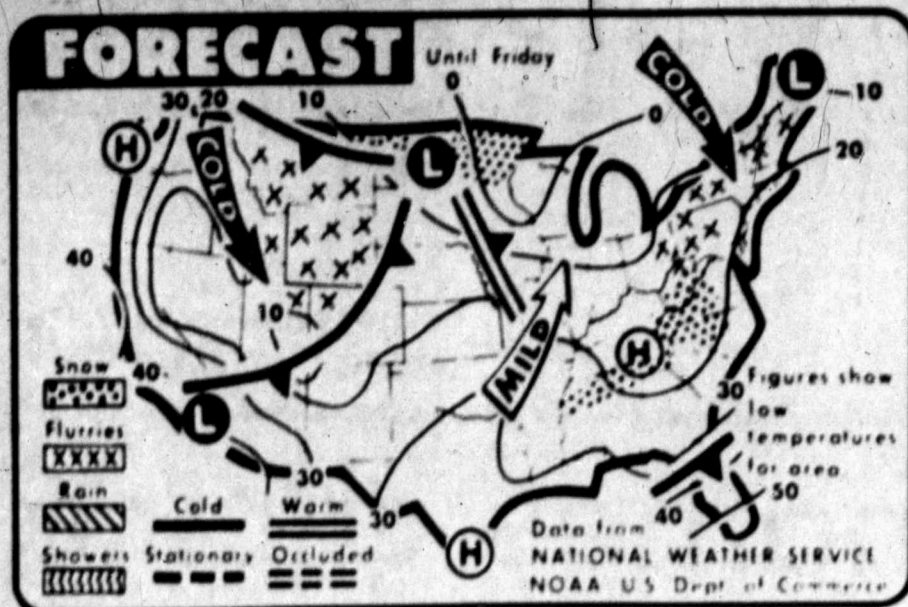 FORECAST
Until Friday
0
COLD
L
10
30 20 10
H
COLD
L
0
20
40
10
MILD
H
Snow
40
L
30
Figures show
low
temperatures
for area
Flurries
XXXX
Rain
30
Cold
Warm
30
H
40
50
Data from
Showers
Stationary
Occluded
NATIONAL WEATHER SERVICE
NOAA US Dept of Commerce